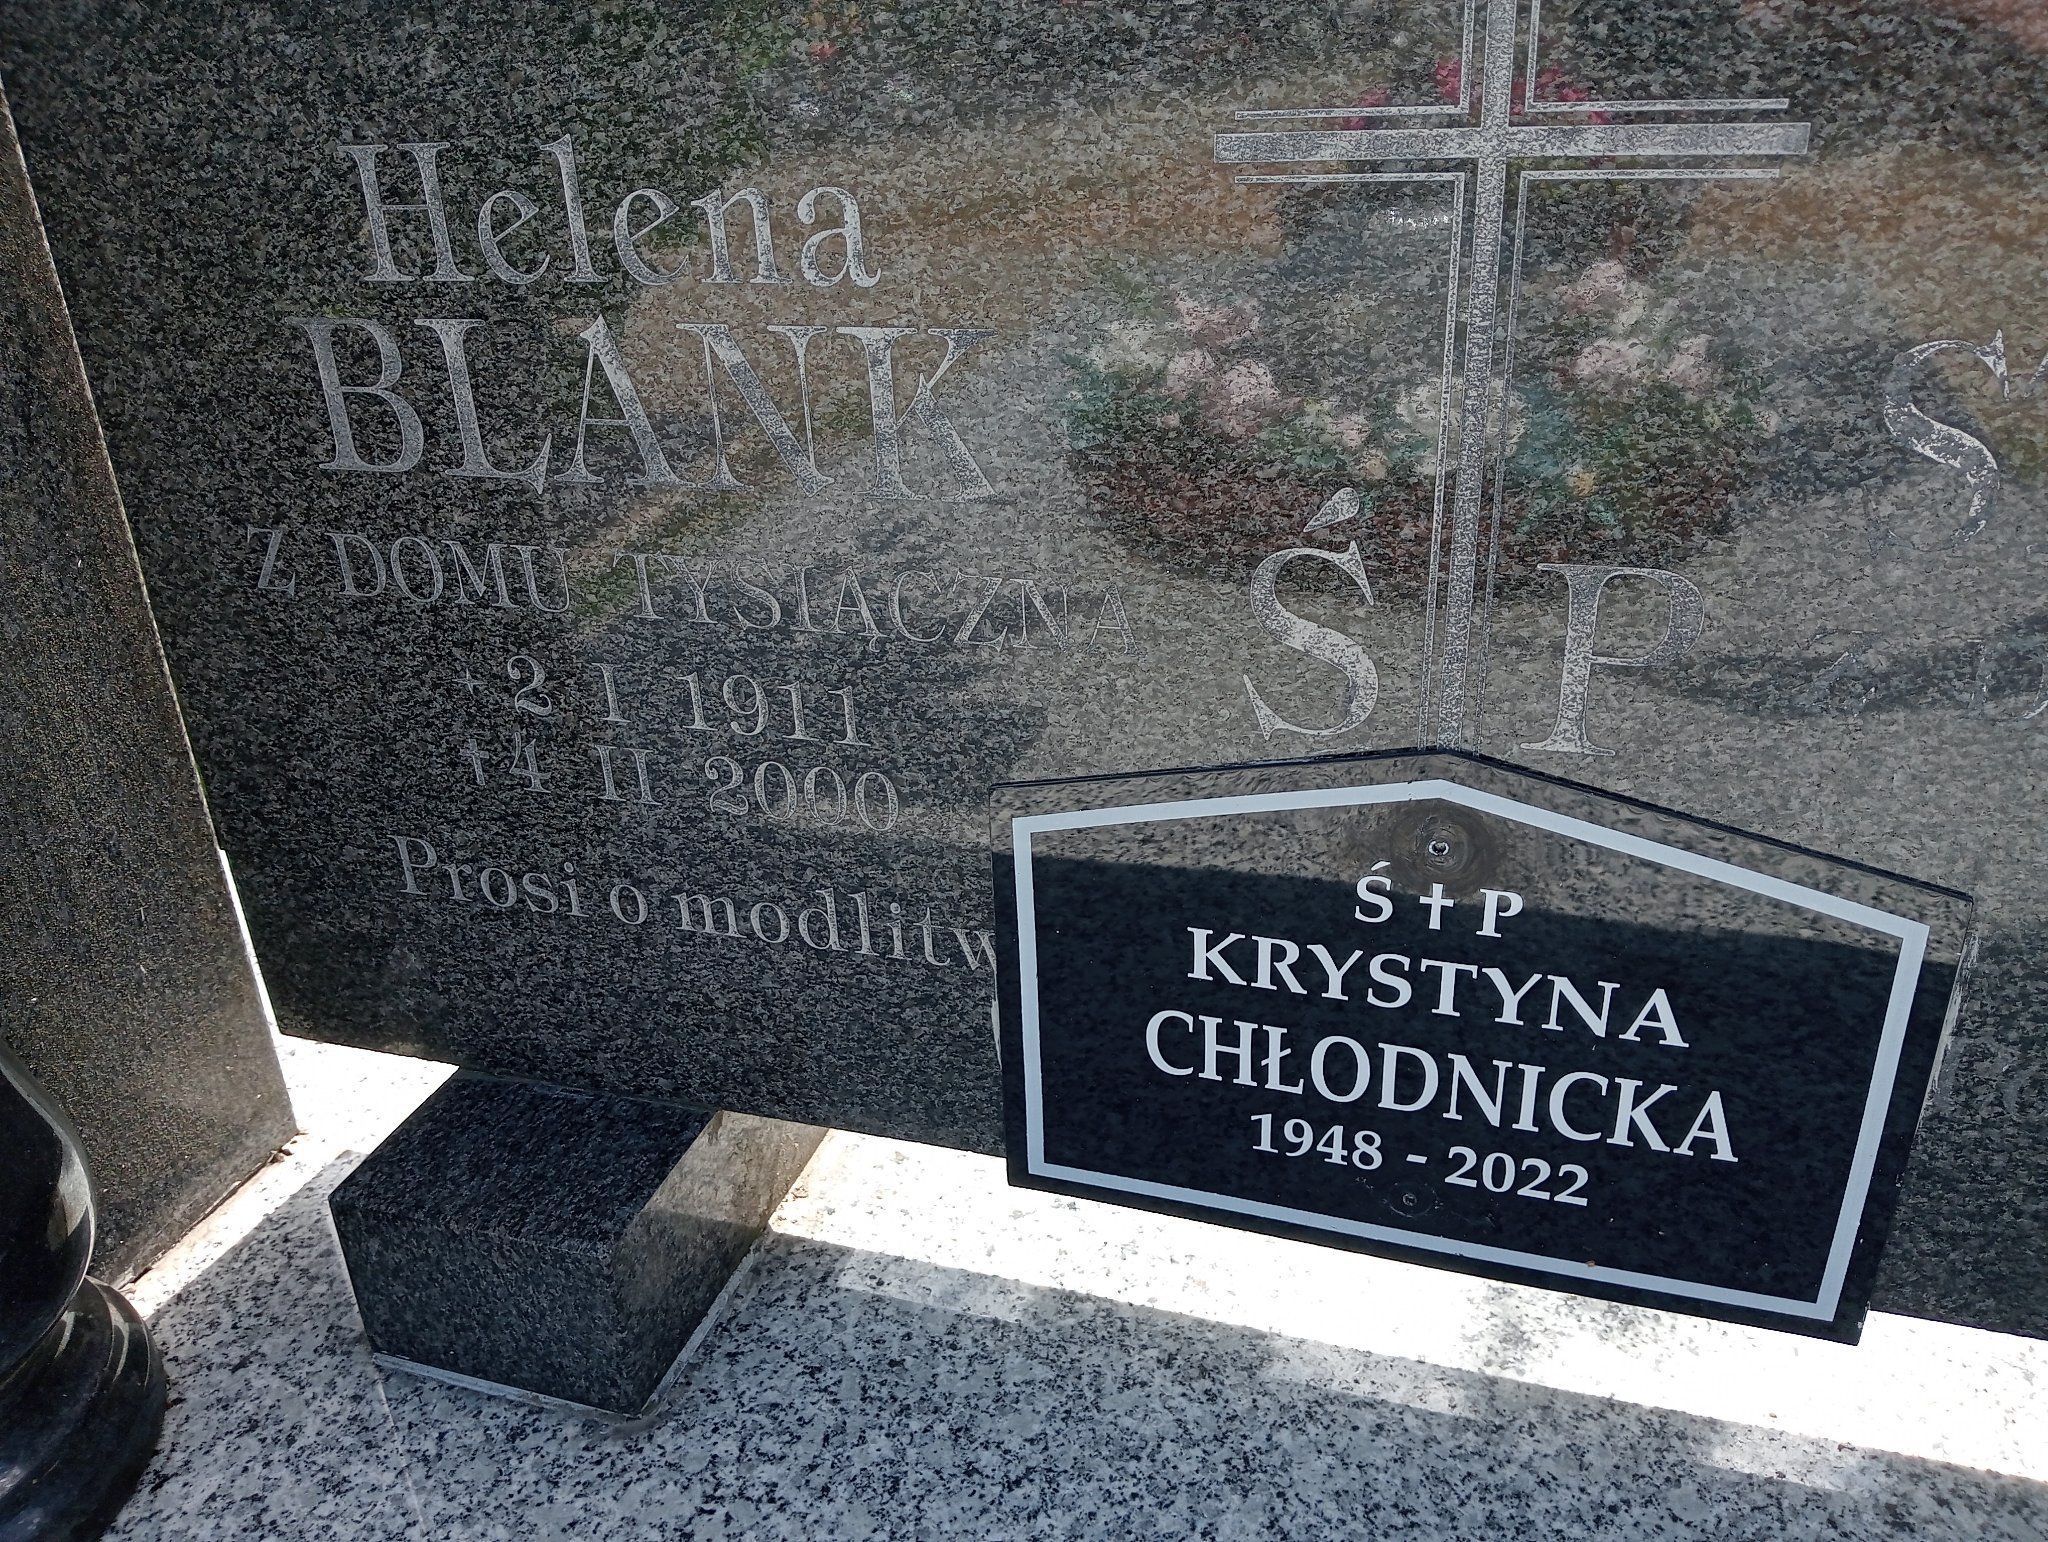 Helena
BLANK
Z DOMU TYSIĄCZNA
* 2 I 1911
+ 4 II 2000
Prosi o modlitw
Ś P
Ś + P
KRYSTYNA
CHŁODNICKA
1948 - 2022